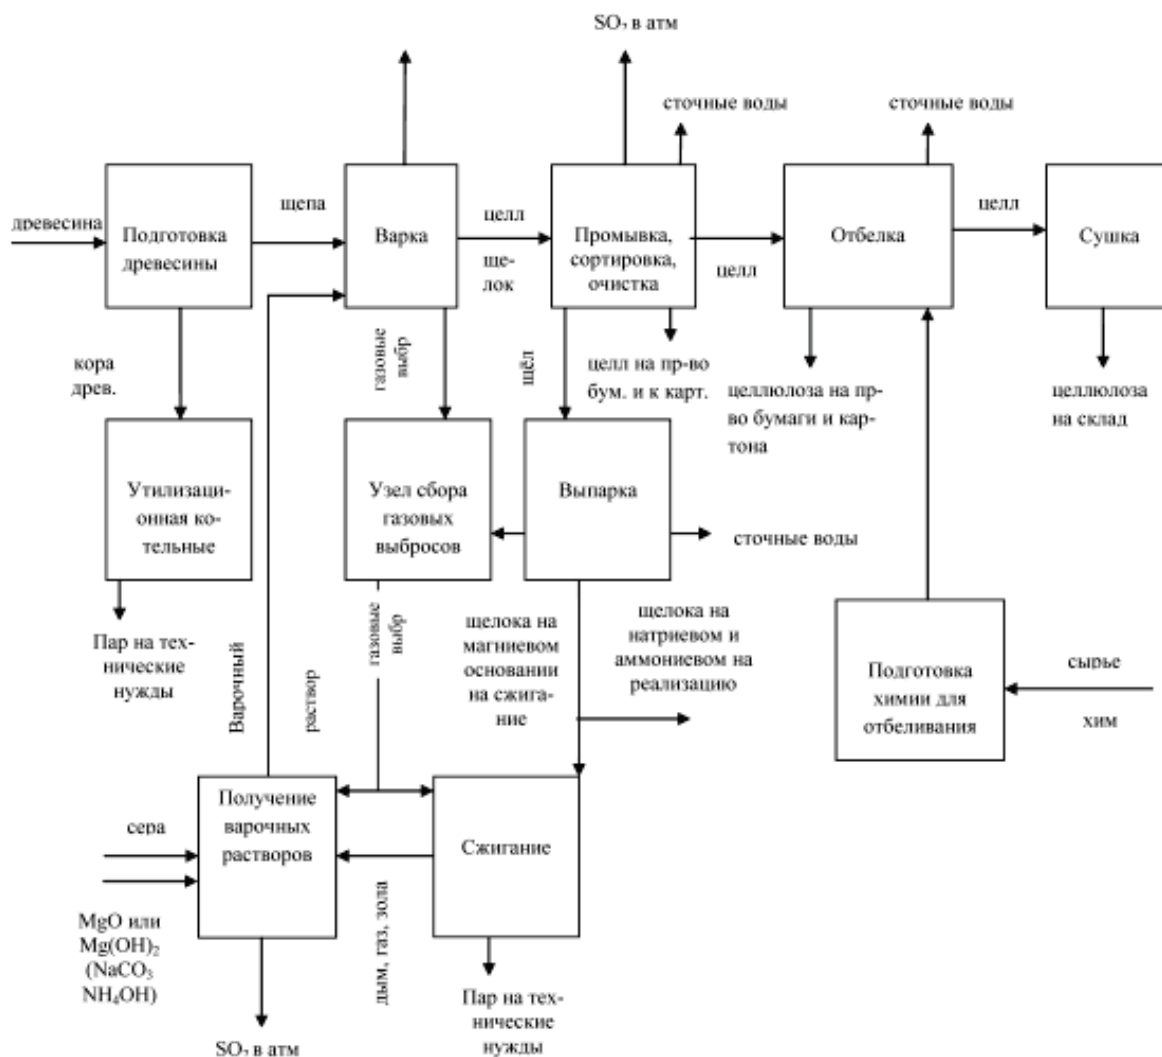 SO₂ в атм
сточные воды
сточные воды
древесина
Подготовка
древесины
щепа
Варка
целл
ще-
лок
Промывка,
сортировка,
очистка
целл
Отбелка
целл
Сушка
кора
древ.
газовые
выбр
щёл
целл на пр-во
бум. и к карт.
целлюлоза на пр-
во бумаги и кар-
тона
целлюлоза
на склад
Утилизаци-
онная ко-
тельные
Узел сбора
газовых
выбросов
Выпарка
сточные воды
Пар на тех-
нические
нужды
Варочный
раствор
газовые
выбр
щелока на
магниевом
основании
на сжига-
ние
щелока на
натриевом и
аммониевом на
реализацию
Подготовка
химии для
отбеливания
сырье
хим
сера
Получение
варочных
растворов
Сжигание
MgO или
Mg(OH)₂
(NaCO₃
NH₄OH)
дым, газ, зола
Пар на тех-
нические
нужды
SO₂ в атм